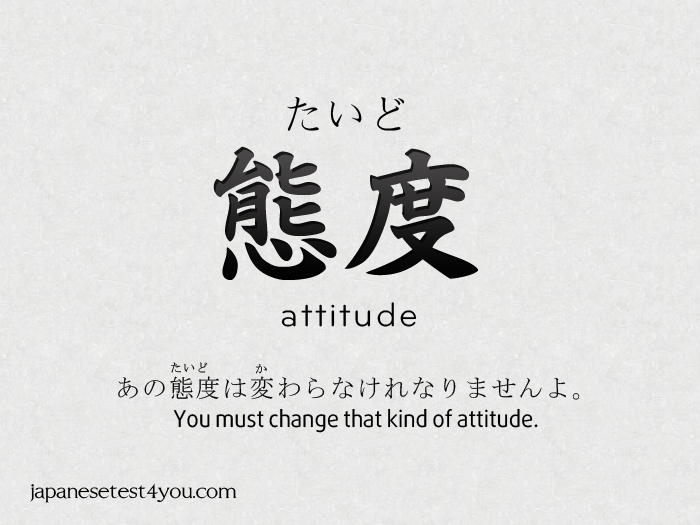 たいど
態度
attitude
たいど か
あの態度は変わらなけれなりませんよ。
You must change that kind of attitude.
japanesetest4you.com